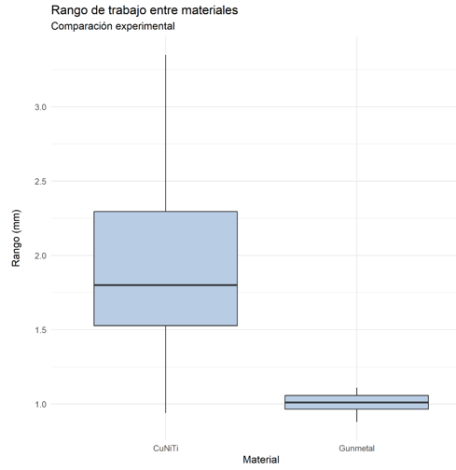 Rango de trabajo entre materiales
Comparación experimental
Rango (mm)
3.0
2.5
2.0
1.5
1.0
CuNiTi
Gunmetal
Material